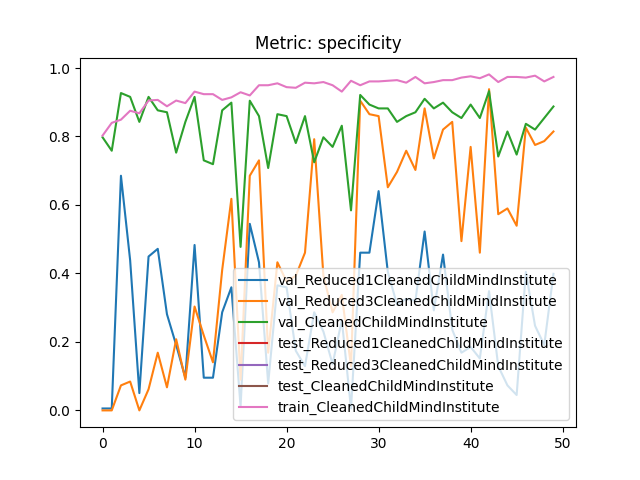 Metric: specificity
1.0
0.8
0.6
0.4
0.2
0.0
val_Reduced1CleanedChildMindInstitute
val_Reduced3CleanedChildMindInstitute
val_CleanedChildMindInstitute
test_Reduced1CleanedChildMindInstitute
test_Reduced3CleanedChildMindInstitute
test_CleanedChildMindInstitute
train_CleanedChildMindInstitute
0 10 20 30 40 50